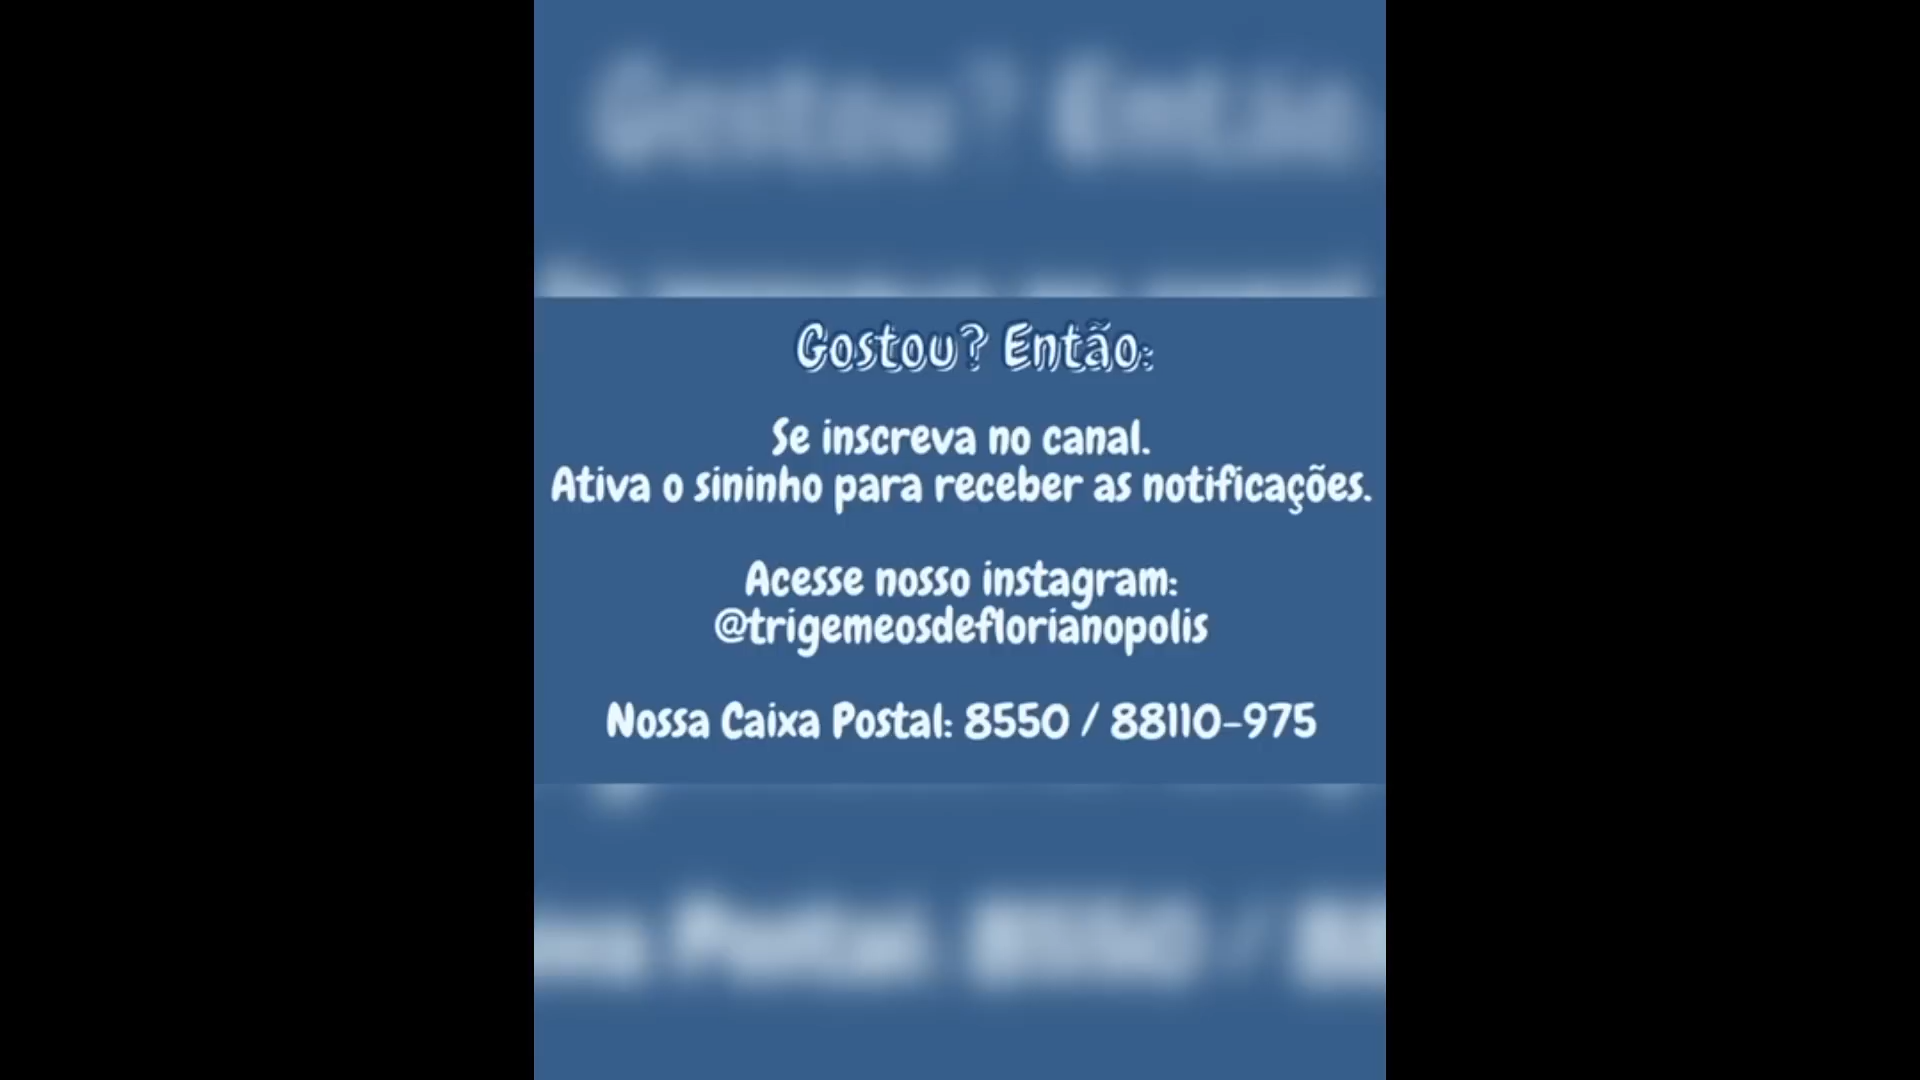 Gostou? Então:
Se inscreva no canal.
Ativa o sininho para receber as notificações.
Acesse nosso instagram:
@trigemeosdeflorianopolis
Nossa Caixa Postal: 8550 / 88110-975